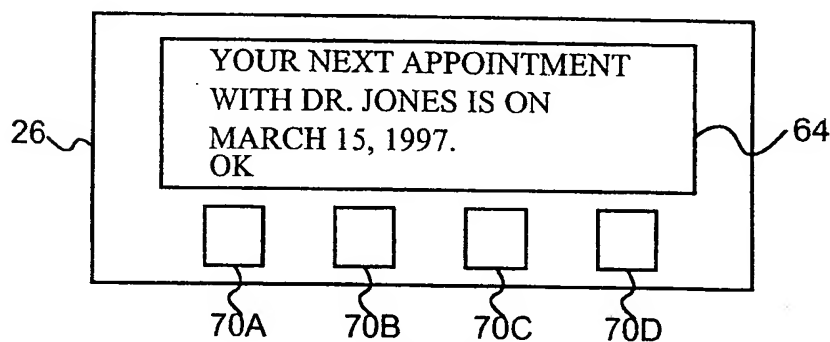 YOUR NEXT APPOINTMENT
WITH DR. JONES IS ON
MARCH 15, 1997.
OK
26
64
70A 70B 70C 70D